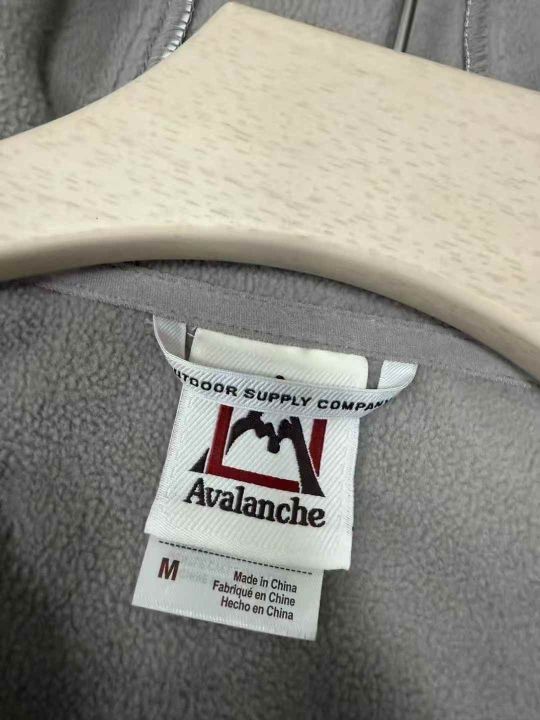 UTDOOR SUPPLY COMPAN
Avalanche
M
Made in China
Fabriqué en Chine
Hecho en China